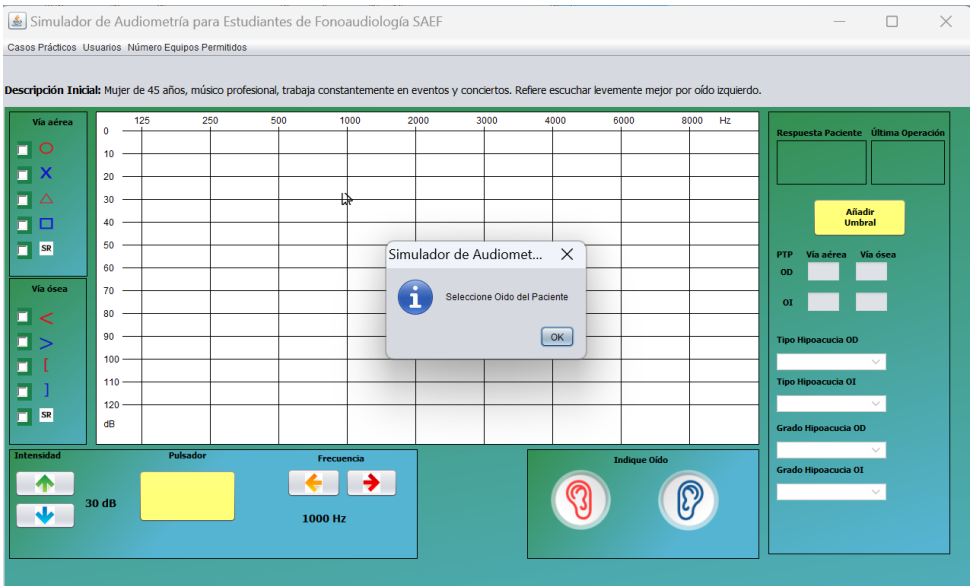 Simulador de Audiometría para Estudiantes de Fonoaudiología SAEF
Casos Prácticos Usuarios Número Equipos Permitidos
Descripción Inicial: Mujer de 45 años, músico profesional, trabaja constantemente en eventos y conciertos. Refiere escuchar levemente mejor por oído izquierdo.
Vía aérea
SR
Vía ósea
SR
125 250 500 1000 2000 3000 4000 6000 8000 Hz
0
10
20
30
40
50
60
70
80
90
100
110
120
dB
Simulador de Audiomet...
Seleccione Oido del Paciente
OK
Respuesta Paciente Última Operación
Añadir
Umbral
PTP Vía aérea Vía ósea
OD
OI
Tipo Hipoacucia OD
Tipo Hipoacucia OI
Grado Hipoacucia OD
Grado Hipoacucia OI
Intensidad
30 dB
Pulsador
Frecuencia
1000 Hz
Indique Oído